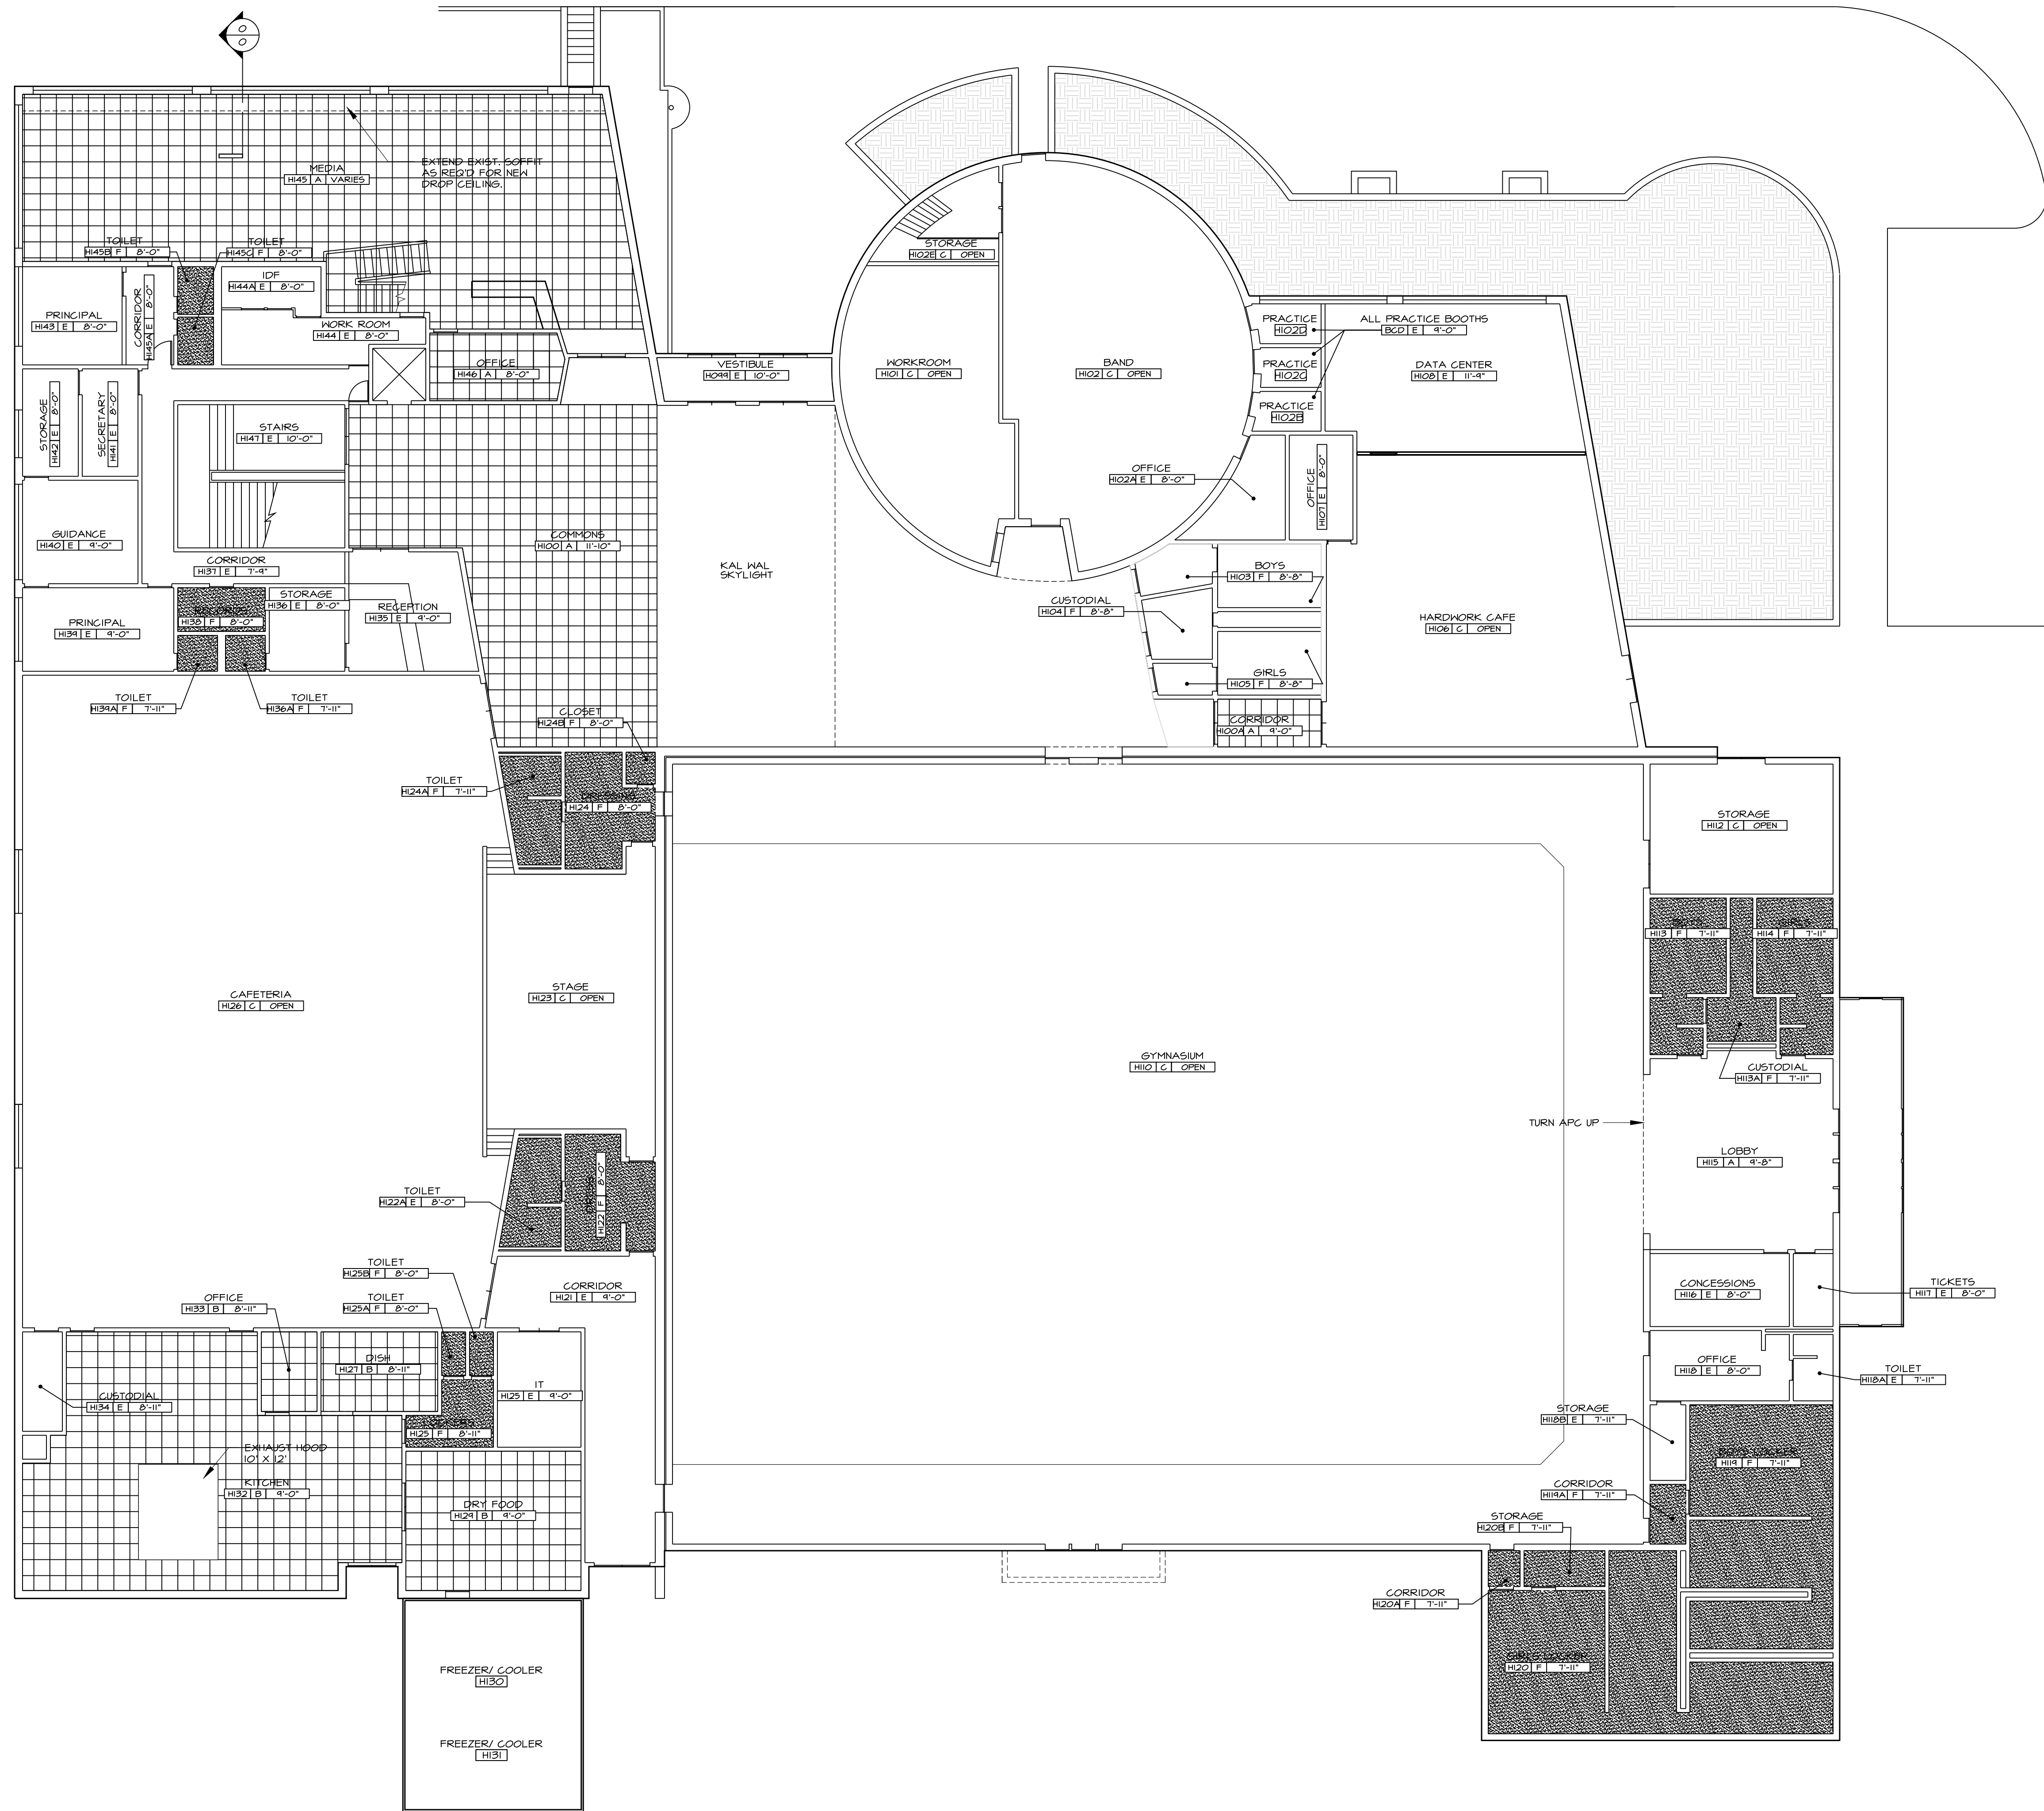 0
0
MEDIA
H145 A VARIES
EXTEND EXIST. SOFFIT
AS REQ'D FOR NEW
DROP CEILING.
TOILET
H145B F 8'-0"
TOILET
H145C F 8'-0"
STORAGE
H102E C OPEN
IDF
H144A E 8'-0"
PRINCIPAL
H143 E 8'-0"
CORRIDOR
H145A E 8'-0"
WORK ROOM
H144 E 8'-0"
PRACTICE
H102D
ALL PRACTICE BOOTHS
BCD E 9'-0"
OFFICE
H146 A 8'-0"
VESTIBULE
H099 E 10'-0"
WORKROOM
H101 C OPEN
BAND
H102 C OPEN
PRACTICE
H102C
DATA CENTER
H108 E 11'-9"
PRACTICE
H102B
STORAGE
H142 E 8'-0"
SECRETARY
H141 E 8'-0"
STAIRS
H147 E 10'-0"
OFFICE
H102A E 8'-0"
OFFICE
H107 E 8'-0"
GUIDANCE
H140 E 9'-0"
COMMONS
H100 A 11'-10"
CORRIDOR
H137 E 7'-9"
KAL WAL
SKYLIGHT
BOYS
H103 F 8'-8"
STORAGE
H136 E 8'-0"
RECORDS
H138 F 8'-0"
RECEPTION
H135 E 9'-0"
CUSTODIAL
H104 F 8'-8"
PRINCIPAL
H139 E 9'-0"
HARDWORK CAFE
H106 C OPEN
GIRLS
H105 F 8'-8"
TOILET
H139A F 7'-11"
TOILET
H136A F 7'-11"
CLOSET
H124B F 8'-0"
CORRIDOR
H100A A 9'-0"
TOILET
H124A F 7'-11"
DRESSING
H124 F 8'-0"
STORAGE
H112 C OPEN
BOYS
H113 F 7'-11"
GIRLS
H114 F 7'-11"
CAFETERIA
H126 C OPEN
STAGE
H123 C OPEN
GYMNASIUM
H110 C OPEN
CUSTODIAL
H113A F 7'-11"
TURN APC UP
LOBBY
H115 A 9'-8"
TOILET
H122A E 8'-0"
H122 F 8'-0"
TOILET
H125B F 8'-0"
CORRIDOR
H121 E 9'-0"
CONCESSIONS
H116 E 8'-0"
TICKETS
H117 E 8'-0"
OFFICE
H133 B 8'-11"
TOILET
H125A F 8'-0"
DISH
H127 B 8'-11"
OFFICE
H118 E 8'-0"
TOILET
H118A E 7'-11"
CUSTODIAL
H134 E 8'-11"
IT
H125 E 9'-0"
LOCKERS
H125 F 8'-11"
STORAGE
H118B E 7'-11"
EXHAUST HOOD
10' X 12'
BOYS LOCKER
H119 F 7'-11"
KITCHEN
H132 B 9'-0"
CORRIDOR
H119A F 7'-11"
DRY FOOD
H129 B 9'-0"
STORAGE
H120B F 7'-11"
CORRIDOR
H120A F 7'-11"
GIRLS LOCKER
H120 F 7'-11"
FREEZER/ COOLER
H130
FREEZER/ COOLER
H131